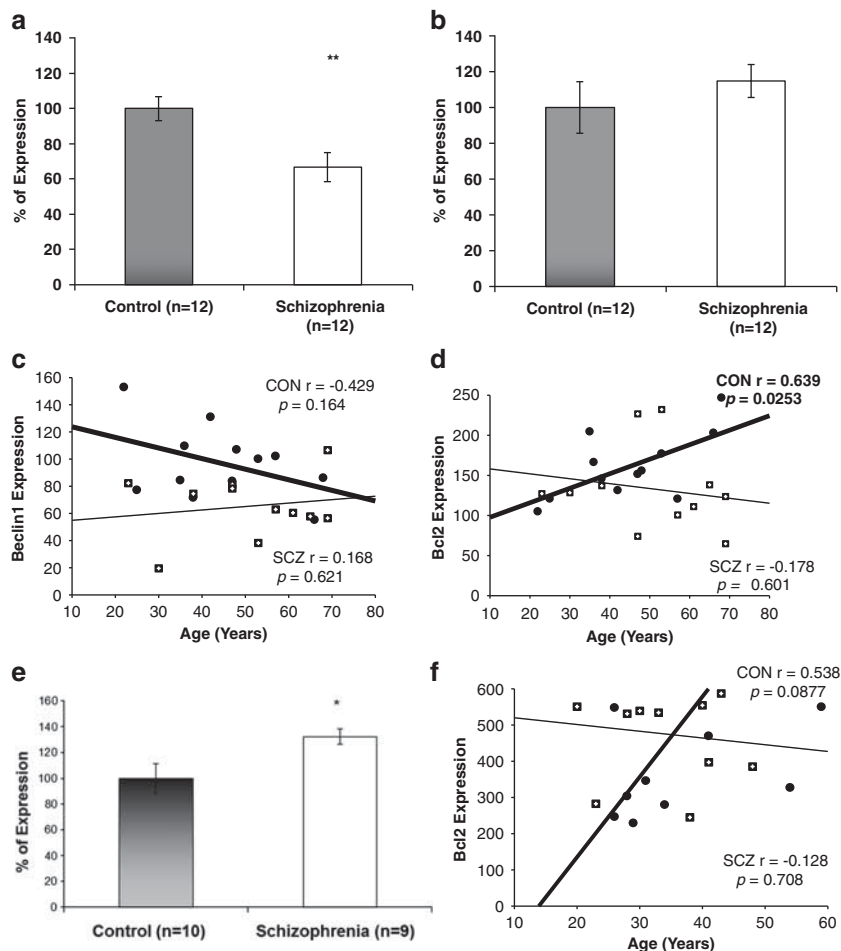 a
% of Expression
140
120
100
80
60
40
20
0
**
Control (n=12)
Schizophrenia
(n=12)
b
% of Expression
140
120
100
80
60
40
20
0
Control (n=12)
Schizophrenia
(n=12)
c
Beclin1 Expression
160
140
120
100
80
60
40
20
0
CON r = -0.429
p = 0.164
SCZ r = 0.168
p = 0.621
10 20 30 40 50 60 70 80
Age (Years)
d
Bcl2 Expression
250
200
150
100
50
0
CON r = 0.639
p = 0.0253
SCZ r = -0.178
p = 0.601
10 20 30 40 50 60 70 80
Age (Years)
e
% of Expression
160
140
120
100
80
60
40
20
0
*
Control (n=10)
Schizophrenia (n=9)
f
Bcl2 Expression
600
500
400
300
200
100
0
CON r = 0.538
p = 0.0877
SCZ r = -0.128
p = 0.708
10 20 30 40 50 60
Age (Years)